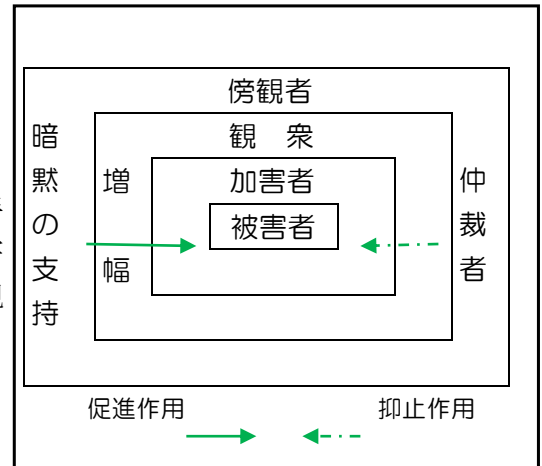 傍観者
観　衆
加害者
被害者
暗黙の支持
増幅
仲裁者
促進作用
抑止作用